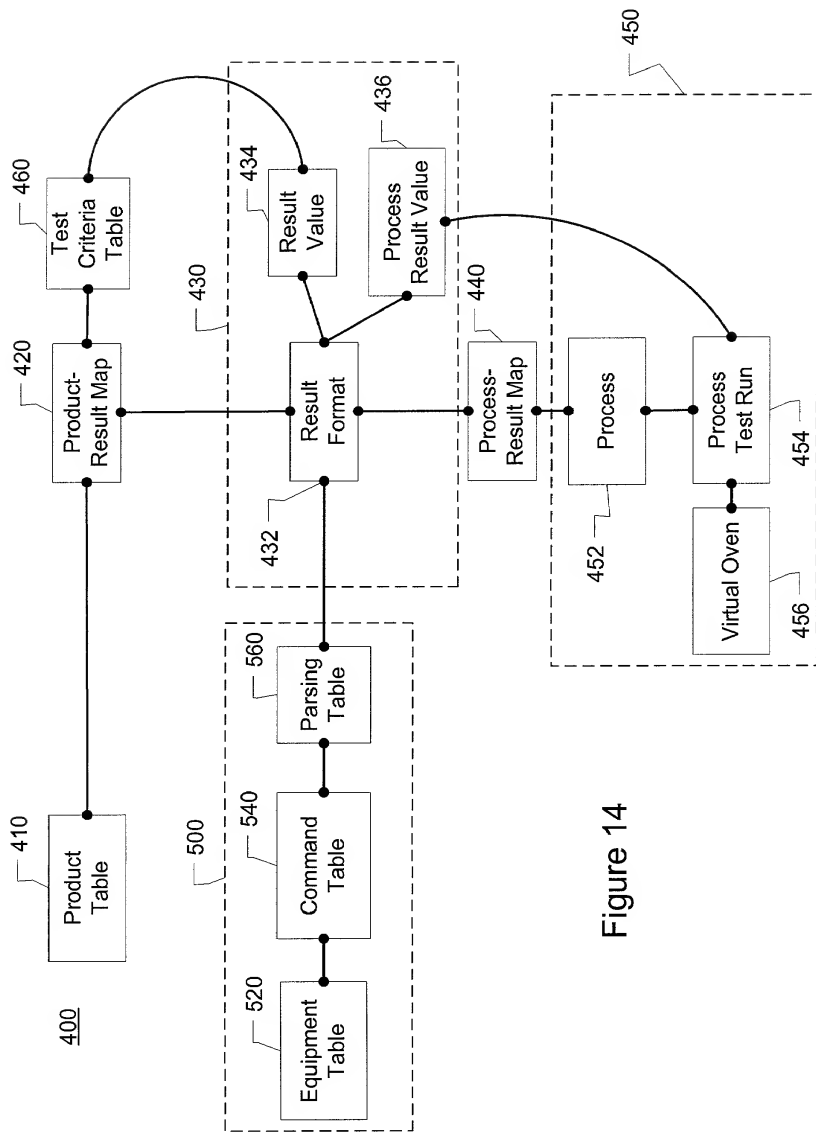 400
410
Product
Table
420
Product-
Result Map
460
Test
Criteria
Table
500
520
Equipment
Table
540
Command
Table
560
Parsing
Table
430
432
Result
Format
434
Result
Value
436
Process
Result Value
440
Process-
Result Map
450
452
Process
454
Process
Test Run
456
Virtual Oven
Figure 14